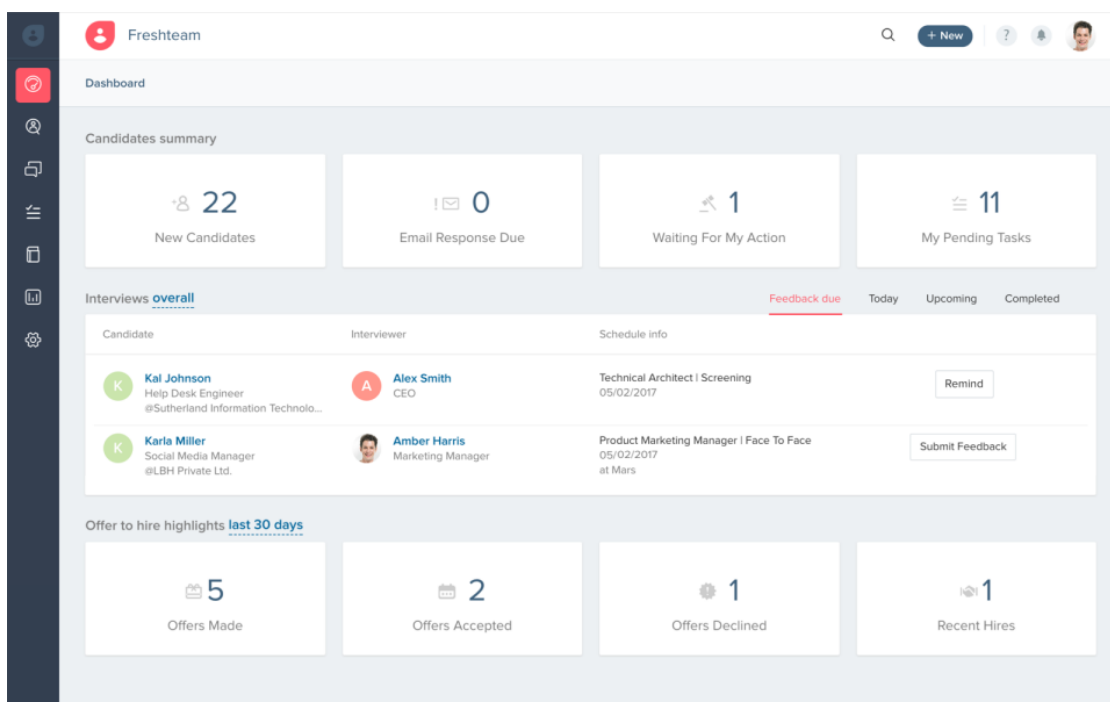 Freshteam
+ New
?
Dashboard
Candidates summary
22
New Candidates
0
Email Response Due
1
Waiting For My Action
11
My Pending Tasks
Interviews overall
Feedback due
Today
Upcoming
Completed
Candidate
Interviewer
Schedule info
K
Kal Johnson
Help Desk Engineer
@Sutherland Information Technolo...
A
Alex Smith
CEO
Technical Architect | Screening
05/02/2017
Remind
K
Karla Miller
Social Media Manager
@LBH Private Ltd.
Amber Harris
Marketing Manager
Product Marketing Manager | Face To Face
05/02/2017
at Mars
Submit Feedback
Offer to hire highlights last 30 days
5
Offers Made
2
Offers Accepted
1
Offers Declined
1
Recent Hires